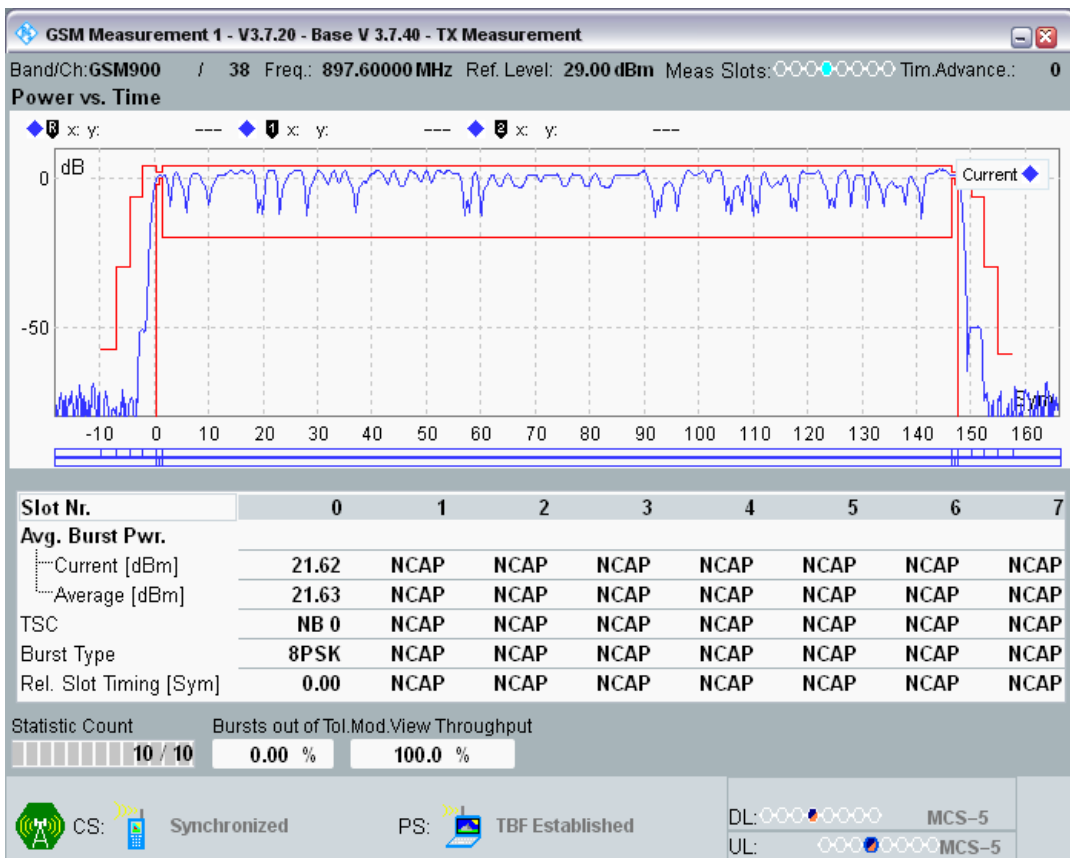 GSM Measurement 1 - V3.7.20 - Base V 3.7.40 - TX Measurement
Band/Ch:GSM900 / 38 Freq.: 897.60000 MHz Ref. Level: 29.00 dBm Meas Slots: Tim.Advance.: 0
Power vs. Time
R x: y: --- 1 x: y: --- 2 x: y: ---
dB
Current
0
-50
Sym
-10 0 10 20 30 40 50 60 70 80 90 100 110 120 130 140 150 160
Slot Nr. 0 1 2 3 4 5 6 7
Avg. Burst Pwr.
Current [dBm] 21.62 NCAP NCAP NCAP NCAP NCAP NCAP NCAP
Average [dBm] 21.63 NCAP NCAP NCAP NCAP NCAP NCAP NCAP
TSC NB 0 NCAP NCAP NCAP NCAP NCAP NCAP NCAP
Burst Type 8PSK NCAP NCAP NCAP NCAP NCAP NCAP NCAP
Rel. Slot Timing [Sym] 0.00 NCAP NCAP NCAP NCAP NCAP NCAP NCAP
Statistic Count Bursts out of Tol.Mod.View Throughput
10 / 10 0.00 % 100.0 %
CS: Synchronized PS: TBF Established DL: MCS-5
UL: MCS-5